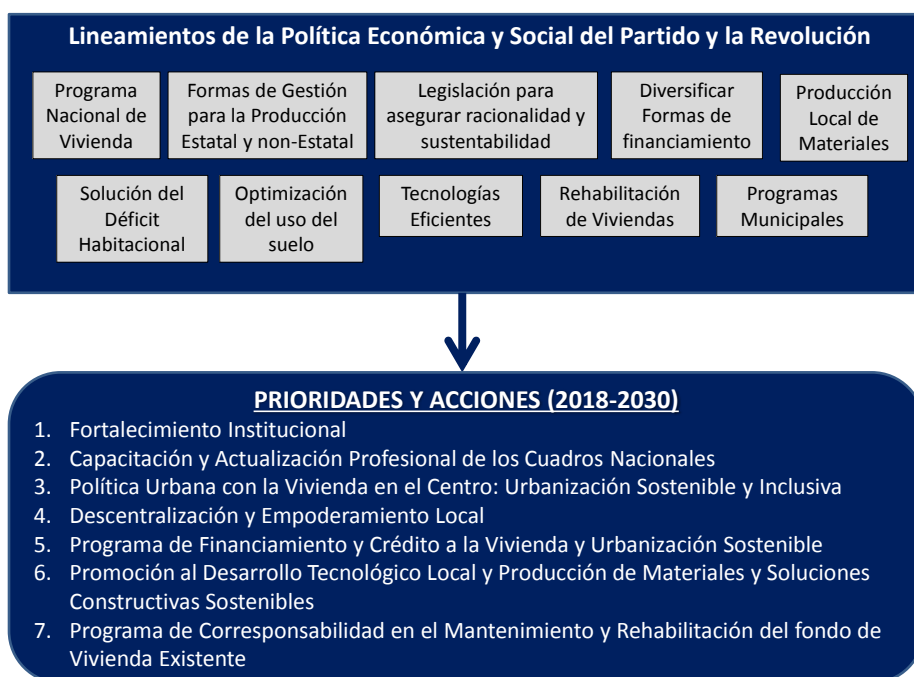 Lineamientos de la Política Económica y Social del Partido y la Revolución
Programa
Nacional de
Vivienda
Formas de Gestión
para la Producción
Estatal y non-Estatal
Legislación para
asegurar racionalidad y
sustentabilidad
Diversificar
Formas de
financiamiento
Producción
Local de
Materiales
Solución del
Déficit
Habitacional
Optimización
del uso del
suelo
Tecnologías
Eficientes
Rehabilitación
de Viviendas
Programas
Municipales
PRIORIDADES Y ACCIONES (2018-2030)
1. Fortalecimiento Institucional
2. Capacitación y Actualización Profesional de los Cuadros Nacionales
3. Política Urbana con la Vivienda en el Centro: Urbanización Sostenible y Inclusiva
4. Descentralización y Empoderamiento Local
5. Programa de Financiamiento y Crédito a la Vivienda y Urbanización Sostenible
6. Promoción al Desarrollo Tecnológico Local y Producción de Materiales y Soluciones
Constructivas Sostenibles
7. Programa de Corresponsabilidad en el Mantenimiento y Rehabilitación del fondo de
Vivienda Existente